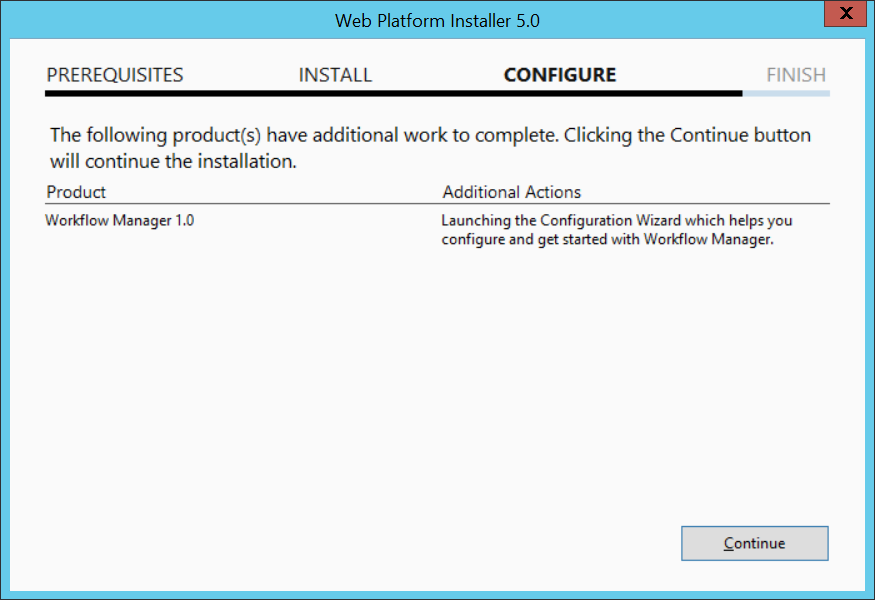 Web Platform Installer 5.0
X
PREREQUISITES INSTALL CONFIGURE FINISH
The following product(s) have additional work to complete. Clicking the Continue button
will continue the installation.
Product Additional Actions
Workflow Manager 1.0 Launching the Configuration Wizard which helps you
configure and get started with Workflow Manager.
Continue